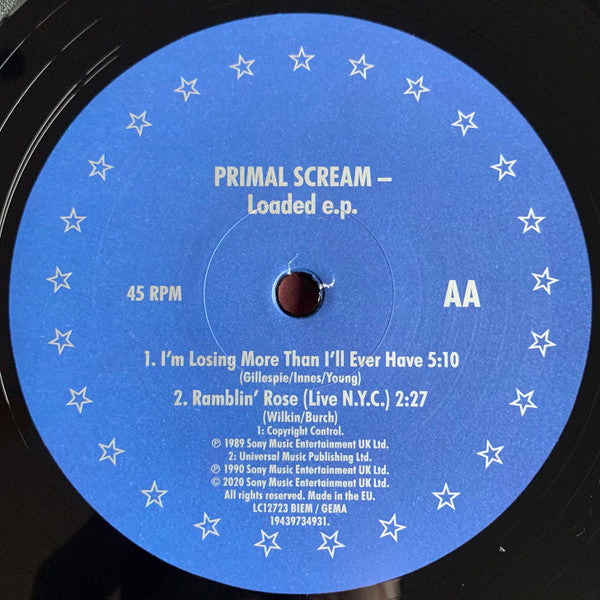 PRIMAL SCREAM –
Loaded e.p.
45 RPM
AA
1. I'm Losing More Than I'll Ever Have 5:10
(Gillespie/Innes/Young)
2. Ramblin' Rose (Live N.Y.C.) 2:27
(Wilkin/Burch)
1: Copyright Control.
℗ 1989 Sony Music Entertainment UK Ltd.
2: Universal Music Publishing Ltd.
℗ 1990 Sony Music Entertainment UK Ltd.
© 2020 Sony Music Entertainment UK Ltd.
All rights reserved. Made in the EU.
LC12723 BIEM / GEMA
19439734931.